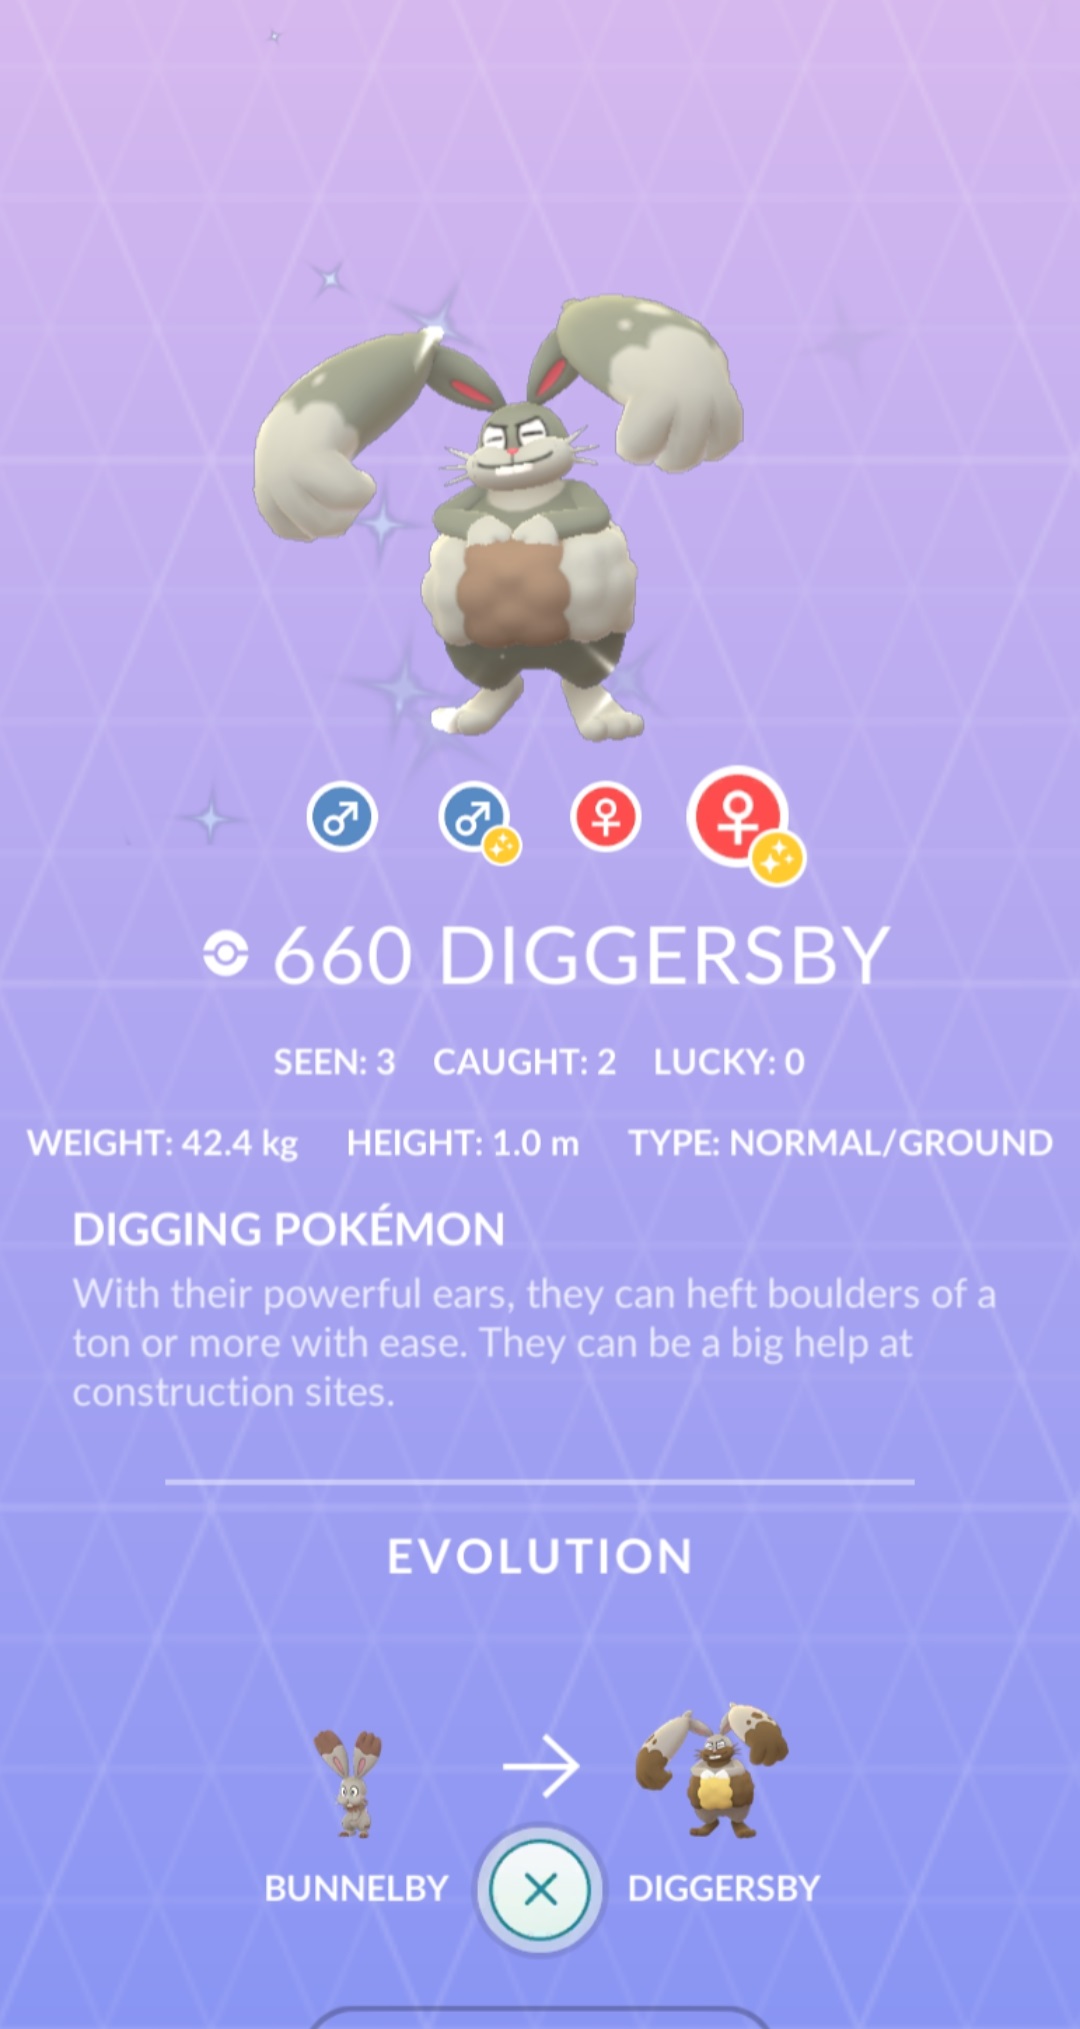 660 DIGGERSBY
SEEN: 3 CAUGHT: 2 LUCKY: 0
WEIGHT: 42.4 kg HEIGHT: 1.0 m TYPE: NORMAL/GROUND
DIGGING POKÉMON
With their powerful ears, they can heft boulders of a
ton or more with ease. They can be a big help at
construction sites.
EVOLUTION
BUNNELBY DIGGERSBY